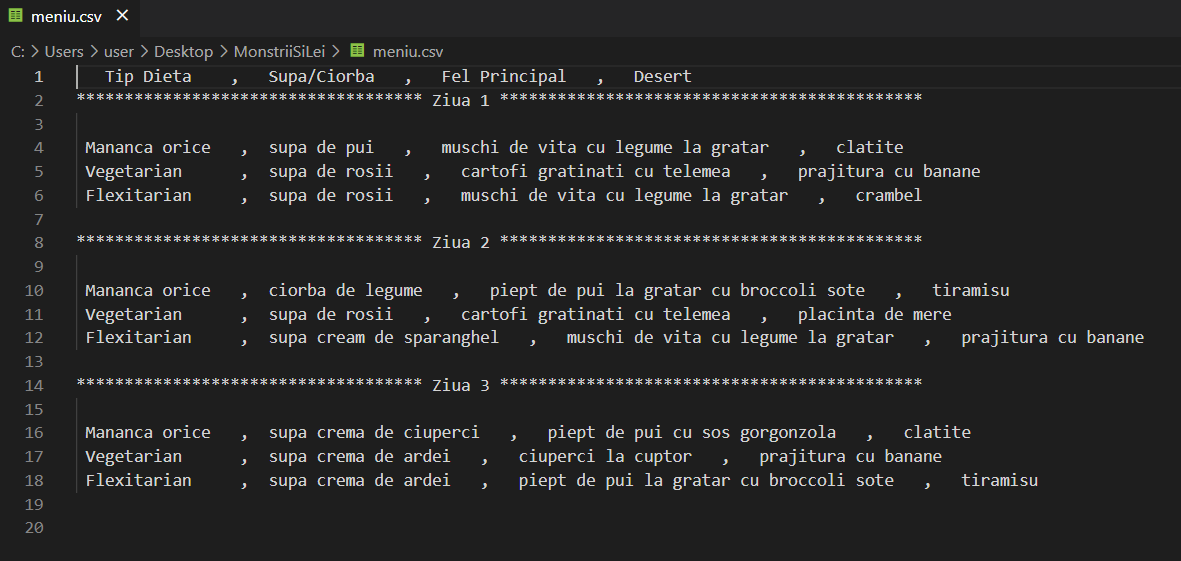 meniu.csv
C: > Users > user > Desktop > MonstriiSiLei > meniu.csv
1 Tip Dieta , Supa/Ciorba , Fel Principal , Desert
2 ************************************ Ziua 1 ********************************************
3
4 Mananca orice , supa de pui , muschi de vita cu legume la gratar , clatite
5 Vegetarian , supa de rosii , cartofi gratinati cu telemea , prajitura cu banane
6 Flexitarian , supa de rosii , muschi de vita cu legume la gratar , crambel
7
8 ************************************ Ziua 2 ********************************************
9
10 Mananca orice , ciorba de legume , piept de pui la gratar cu broccoli sote , tiramisu
11 Vegetarian , supa de rosii , cartofi gratinati cu telemea , placinta de mere
12 Flexitarian , supa cream de sparanghel , muschi de vita cu legume la gratar , prajitura cu banane
13
14 ************************************ Ziua 3 ********************************************
15
16 Mananca orice , supa crema de ciuperci , piept de pui cu sos gorgonzola , clatite
17 Vegetarian , supa crema de ardei , ciuperci la cuptor , prajitura cu banane
18 Flexitarian , supa crema de ardei , piept de pui la gratar cu broccoli sote , tiramisu
19
20